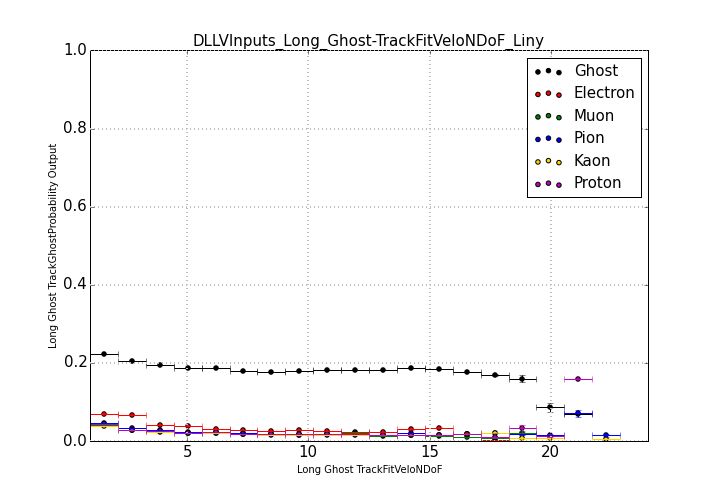 DLLVInputs_Long_Ghost-TrackFitVeloNDoF_Liny
1.0
0.8
0.6
0.4
0.2
0.0
Long Ghost TrackGhostProbability Output
Ghost
Electron
Muon
Pion
Kaon
Proton
5
10
15
20
Long Ghost TrackFitVeloNDoF